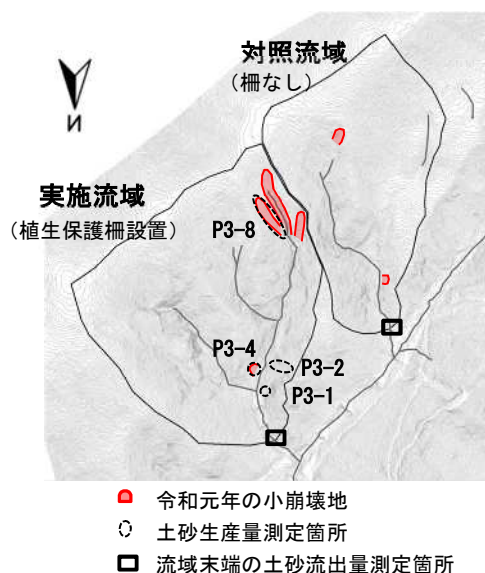 対照流域
（柵なし）
N
実施流域
（植生保護柵設置）
P3-8
P3-4
P3-2
P3-1
令和元年の小崩壊地
土砂生産量測定箇所
流域末端の土砂流出量測定箇所